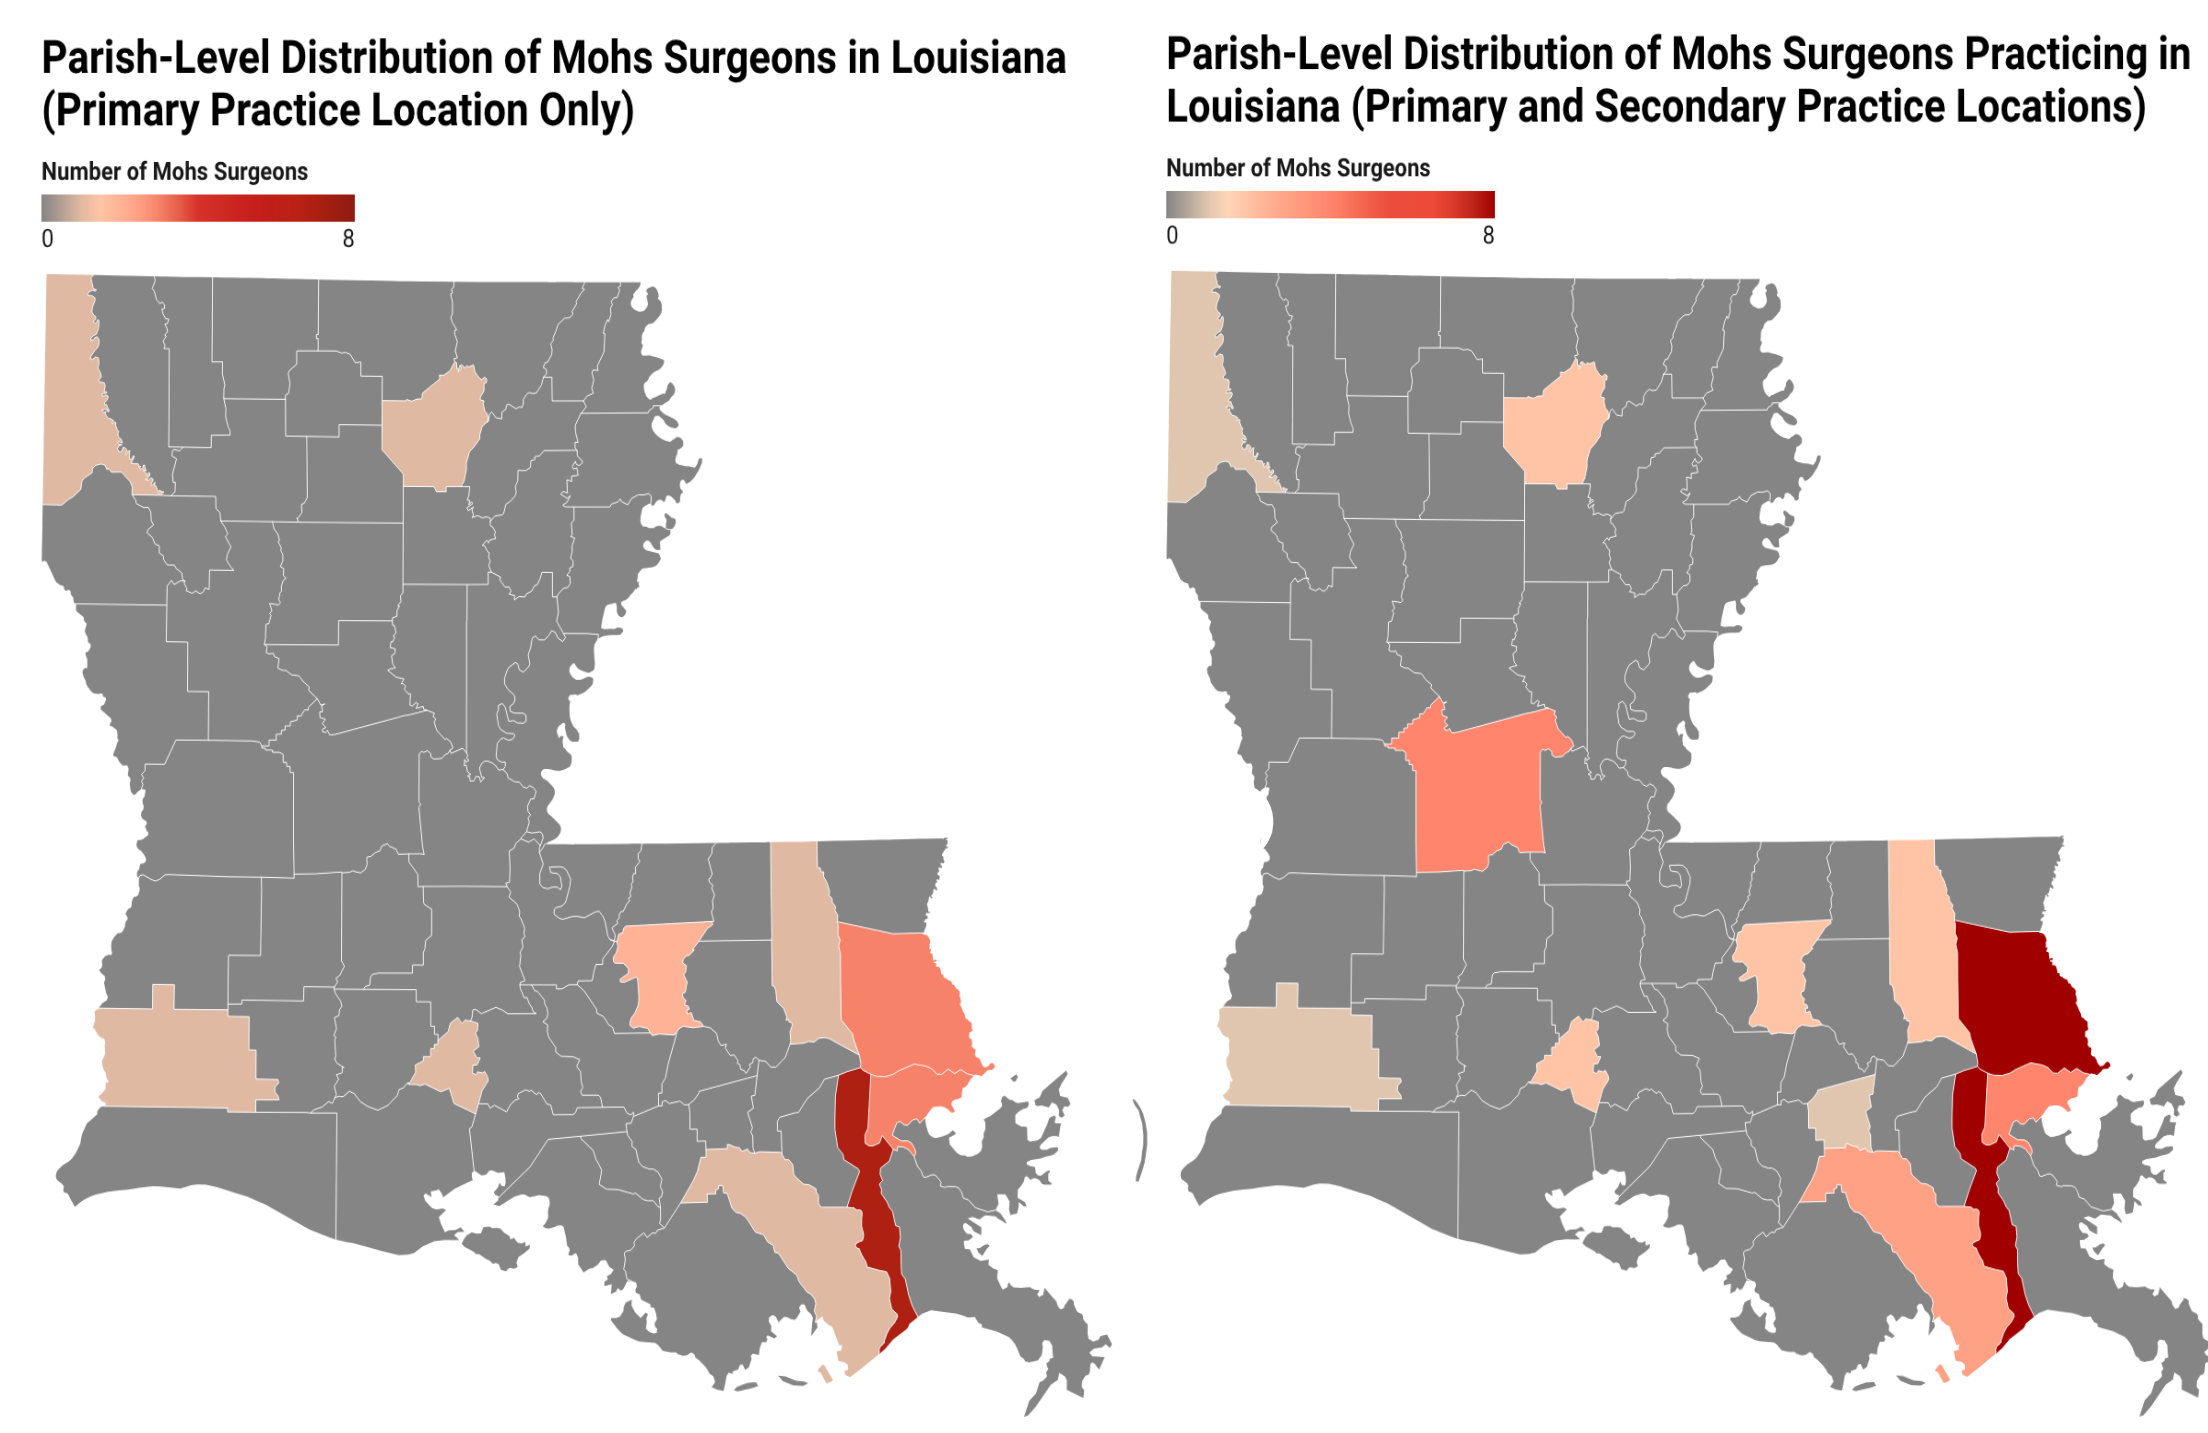 Parish-Level Distribution of Mohs Surgeons in Louisiana
(Primary Practice Location Only)
Number of Mohs Surgeons
0 8
Parish-Level Distribution of Mohs Surgeons Practicing in
Louisiana (Primary and Secondary Practice Locations)
Number of Mohs Surgeons
0 8